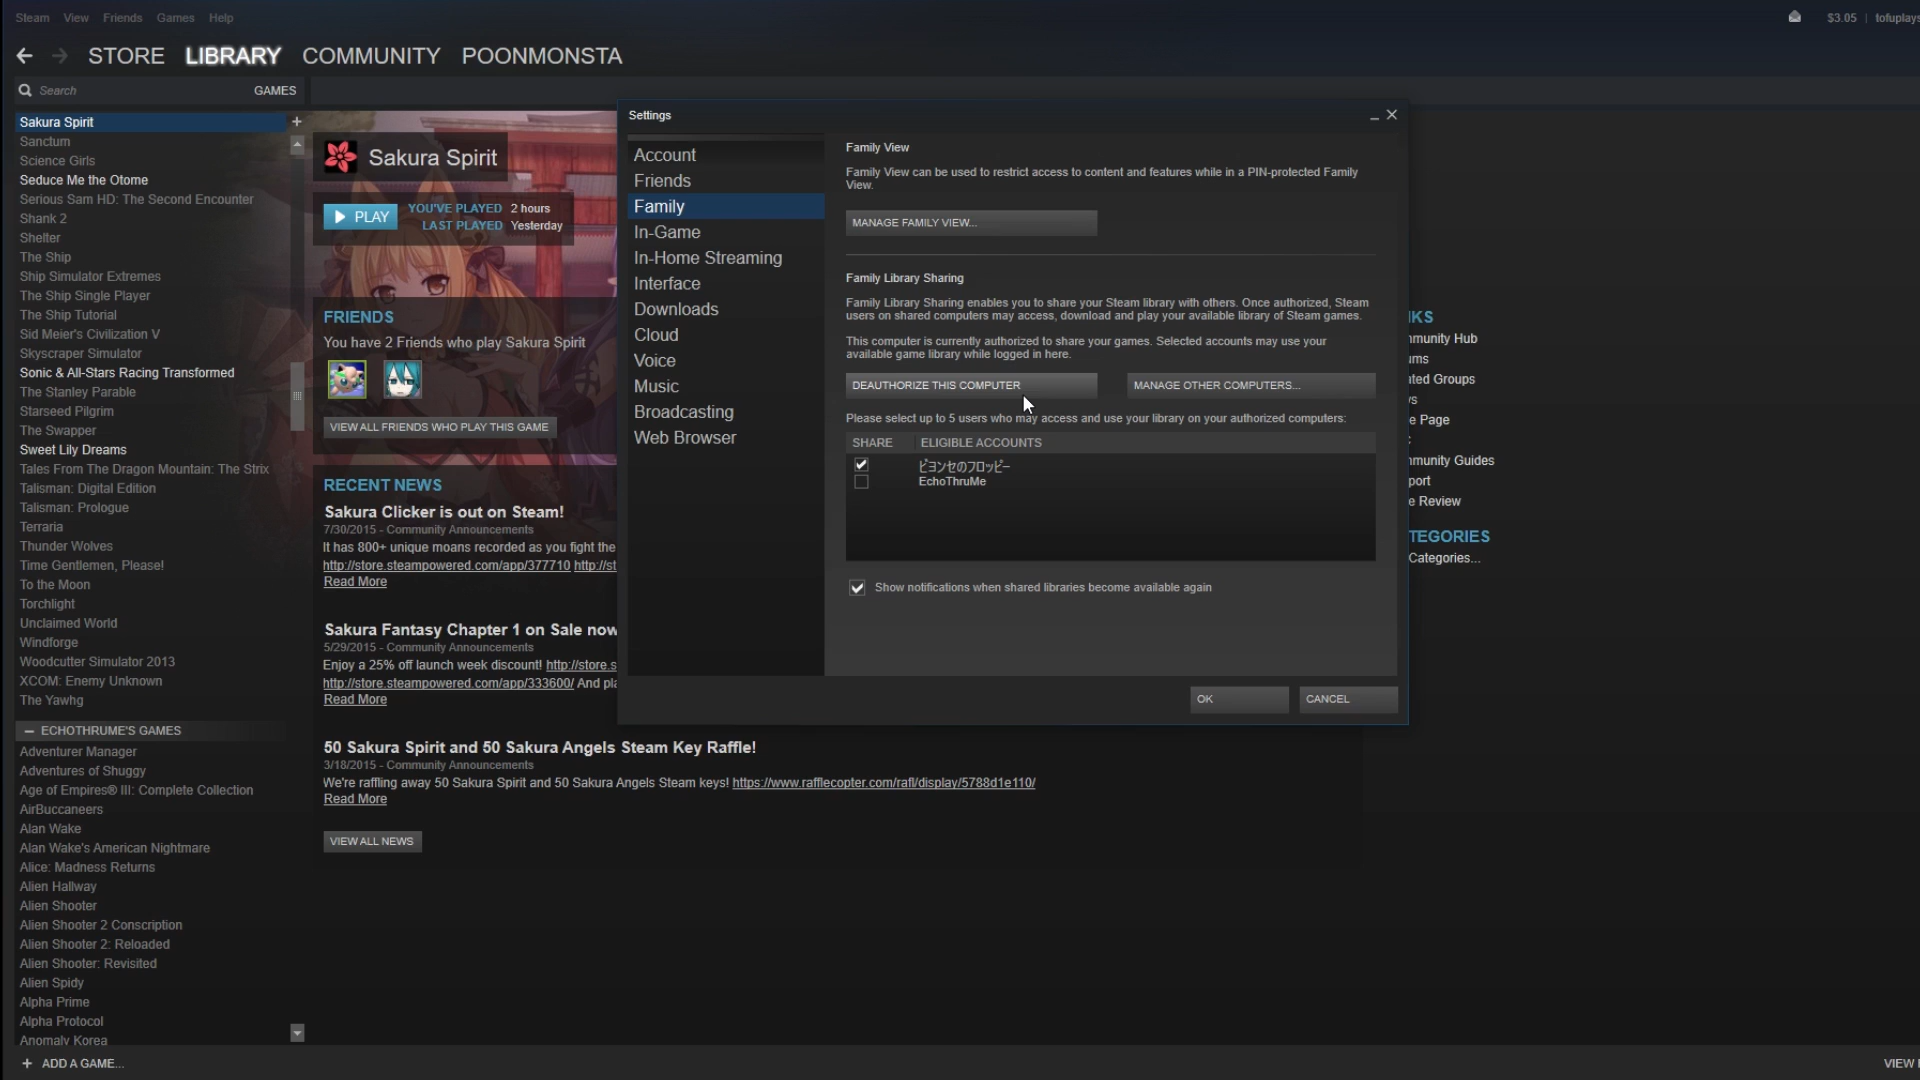 Steam View Friends Games Help
$3.05 | tofuplays
STORE LIBRARY COMMUNITY POONMONSTA
Search GAMES
Sakura Spirit
Sanctum
Science Girls
Seduce Me the Otome
Serious Sam HD: The Second Encounter
Shank 2
Shelter
The Ship
Ship Simulator Extremes
The Ship Single Player
The Ship Tutorial
Sid Meier's Civilization V
Skyscraper Simulator
Sonic & All-Stars Racing Transformed
The Stanley Parable
Starseed Pilgrim
The Swapper
Sweet Lily Dreams
Tales From The Dragon Mountain: The Strix
Talisman: Digital Edition
Talisman: Prologue
Terraria
Thunder Wolves
Time Gentlemen, Please!
To the Moon
Torchlight
Unclaimed World
Windforge
Woodcutter Simulator 2013
XCOM: Enemy Unknown
The Yawhg
– ECHOTHRUME'S GAMES
Adventurer Manager
Adventures of Shuggy
Age of Empires® III: Complete Collection
AirBuccaneers
Alan Wake
Alan Wake's American Nightmare
Alice: Madness Returns
Alien Hallway
Alien Shooter
Alien Shooter 2 Conscription
Alien Shooter 2: Reloaded
Alien Shooter: Revisited
Alien Spidy
Alpha Prime
Alpha Protocol
Anomaly Korea
+ ADD A GAME...
Sakura Spirit
PLAY
YOU'VE PLAYED 2 hours
LAST PLAYED Yesterday
FRIENDS
You have 2 Friends who play Sakura Spirit
VIEW ALL FRIENDS WHO PLAY THIS GAME
RECENT NEWS
Sakura Clicker is out on Steam!
7/30/2015 - Community Announcements
It has 800+ unique moans recorded as you fight the
http://store.steampowered.com/app/377710 http://st
Read More
Sakura Fantasy Chapter 1 on Sale now
5/29/2015 - Community Announcements
Enjoy a 25% off launch week discount! http://store.s
http://store.steampowered.com/app/333600/ And pla
Read More
50 Sakura Spirit and 50 Sakura Angels Steam Key Raffle!
3/18/2015 - Community Announcements
We're raffling away 50 Sakura Spirit and 50 Sakura Angels Steam keys! https://www.rafflecopter.com/rafl/display/5788d1e110/
Read More
VIEW ALL NEWS
Settings
Account
Friends
Family
In-Game
In-Home Streaming
Interface
Downloads
Cloud
Voice
Music
Broadcasting
Web Browser
Family View
Family View can be used to restrict access to content and features while in a PIN-protected Family
View.
MANAGE FAMILY VIEW...
Family Library Sharing
Family Library Sharing enables you to share your Steam library with others. Once authorized, Steam
users on shared computers may access, download and play your available library of Steam games.
This computer is currently authorized to share your games. Selected accounts may use your
available game library while logged in here.
DEAUTHORIZE THIS COMPUTER MANAGE OTHER COMPUTERS...
Please select up to 5 users who may access and use your library on your authorized computers:
SHARE ELIGIBLE ACCOUNTS
ビヨンセのフロッピー
EchoThruMe
Show notifications when shared libraries become available again
OK CANCEL
KS
mmunity Hub
ums
ated Groups
s
e Page
mmunity Guides
port
e Review
TEGORIES
Categories...
VIEW